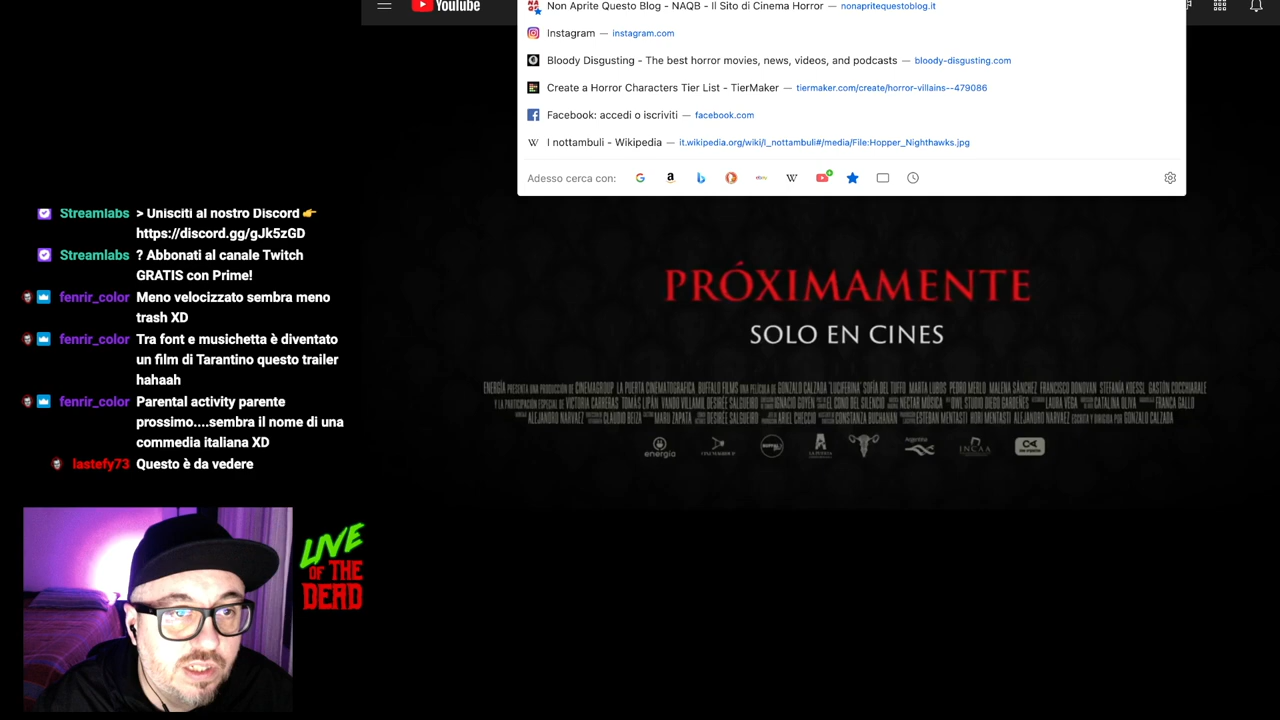 YouTube
Non Aprite Questo Blog - NAQB - Il Sito di Cinema Horror — nonapritequestoblog.it
Instagram — instagram.com
Bloody Disgusting - The best horror movies, news, videos, and podcasts — bloody-disgusting.com
Create a Horror Characters Tier List - TierMaker — tiermaker.com/create/horror-villains--479086
Facebook: accedi o iscriviti — facebook.com
I nottambuli - Wikipedia — it.wikipedia.org/wiki/I_nottambuli#/media/File:Hopper_Nighthawks.jpg
Adesso cerca con:
Streamlabs > Unisciti al nostro Discord 👉
https://discord.gg/gJk5zGD
Streamlabs ? Abbonati al canale Twitch
GRATIS con Prime!
fenrir_color Meno velocizzato sembra meno
trash XD
fenrir_color Tra font e musichetta è diventato
un film di Tarantino questo trailer
hahaah
fenrir_color Parental activity parente
prossimo....sembra il nome di una
commedia italiana XD
lastefy73 Questo è da vedere
PRÓXIMAMENTE
SOLO EN CINES
energía
INCAA
LIVE
OF THE
DEAD